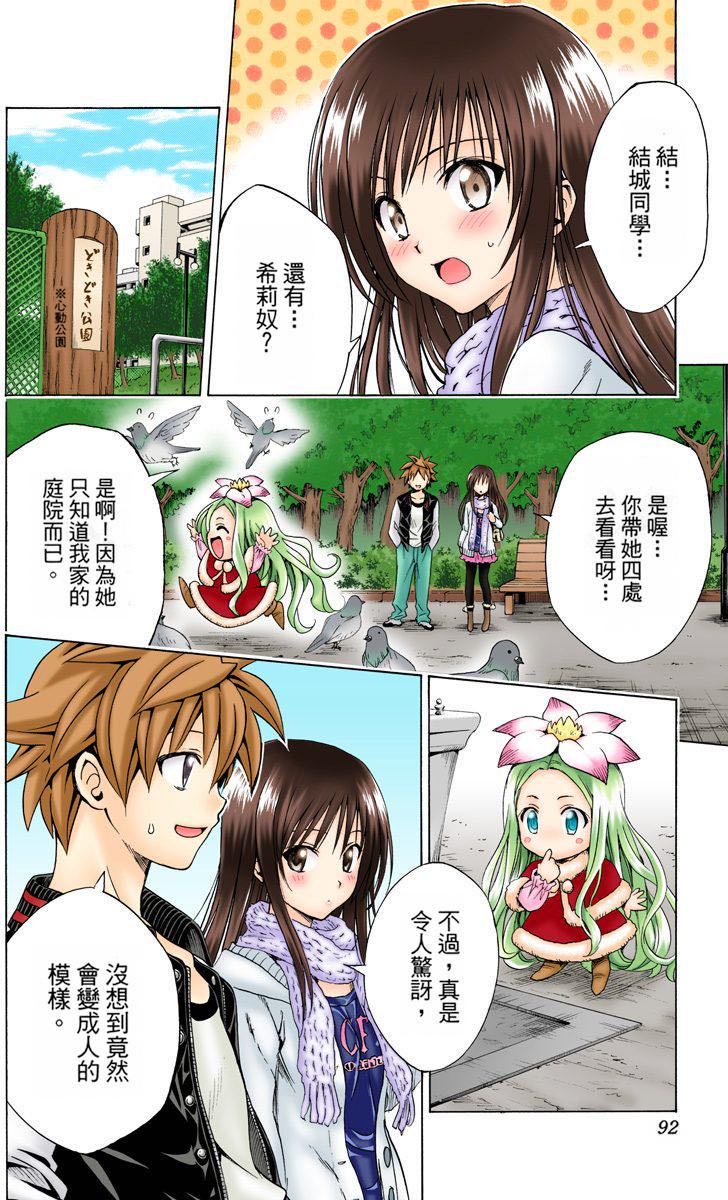 結…
結城同學…
還有…
希莉奴？
どきどき公園
※心動公園
是喔…
你帶她四處
去看看呀…
是啊！因為她
只知道我家的
庭院而已。
不過，真是
令人驚訝，
沒想到竟然
會變成人的
模樣。
92